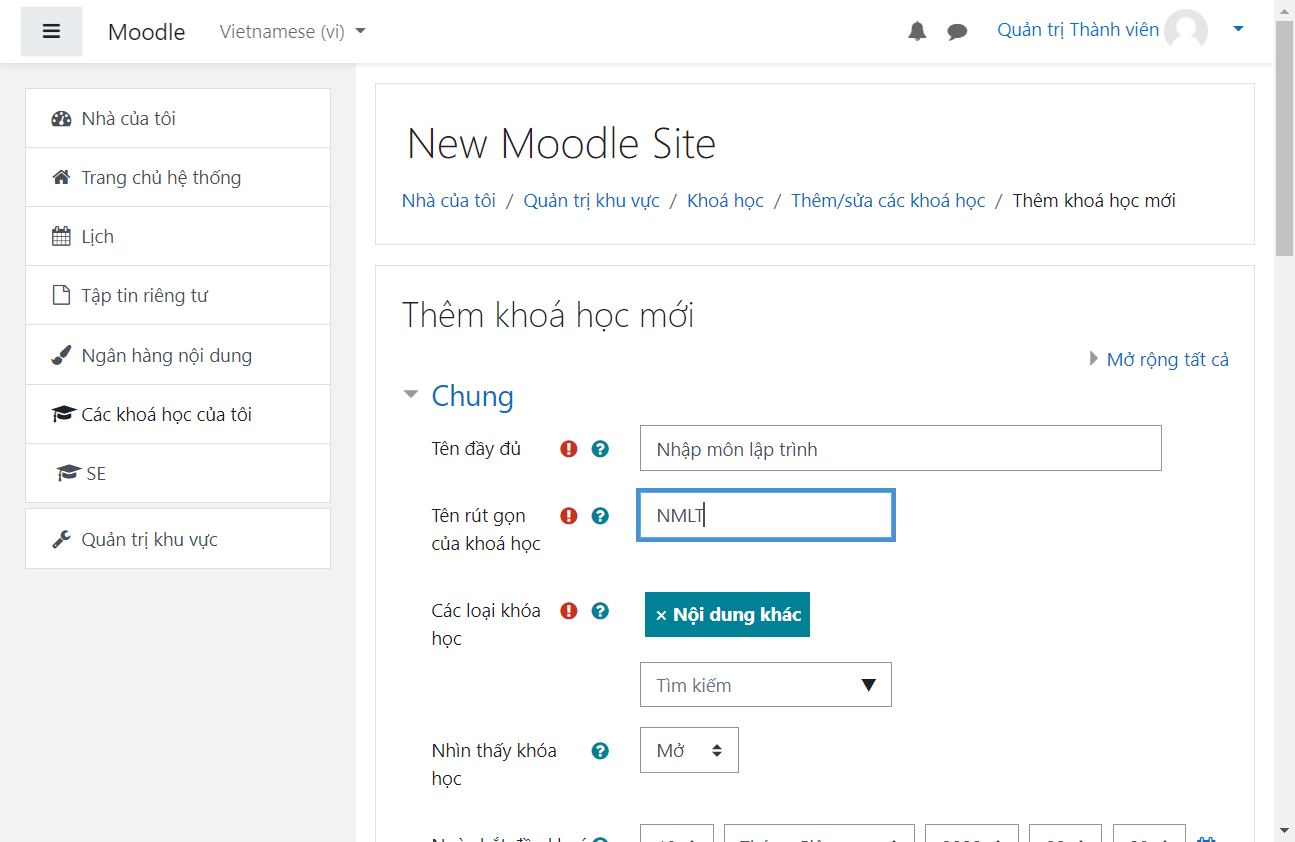 Moodle
Vietnamese (vi)
Quản trị Thành viên
Nhà của tôi
Trang chủ hệ thống
Lịch
Tập tin riêng tư
Ngân hàng nội dung
Các khoá học của tôi
SE
Quản trị khu vực
New Moodle Site
Nhà của tôi / Quản trị khu vực / Khoá học / Thêm/sửa các khoá học / Thêm khoá học mới
Thêm khoá học mới
Mở rộng tất cả
Chung
Tên đầy đủ
Nhập môn lập trình
Tên rút gọn
của khoá học
NMLT
Các loại khóa
học
× Nội dung khác
Tìm kiếm
Nhìn thấy khóa
học
Mở